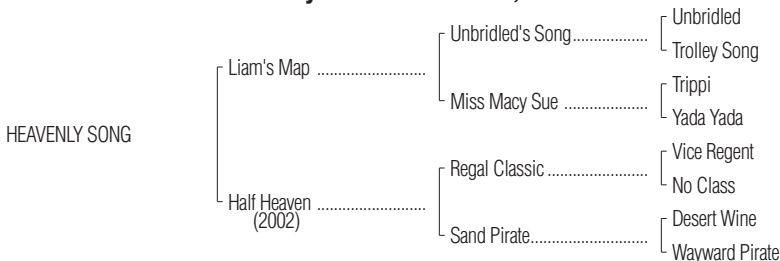 Unbridled
Unbridled's Song.................
Trolley Song
Liam's Map ..........................
Trippi
Miss Macy Sue ....................
Yada Yada
HEAVENLY SONG
Vice Regent
Regal Classic ........................
No Class
Half Heaven ..........................
(2002)
Desert Wine
Sand Pirate............................
Wayward Pirate